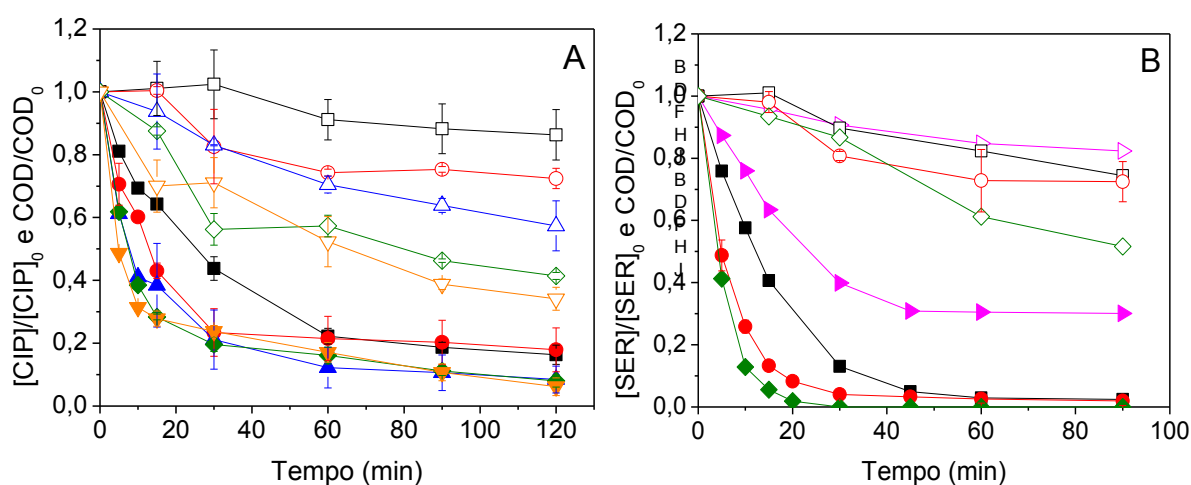 A
[CIP]/[CIP]0 e COD/COD0
1,2
1,0
0,8
0,6
0,4
0,2
0,0
0 20 40 60 80 100 120
Tempo (min)
B
[SER]/[SER]0 e COD/COD0
1,2
1,0
0,8
0,6
0,4
0,2
0,0
B
D
F
H
J
B
D
F
H
0 20 40 60 80 100
Tempo (min)